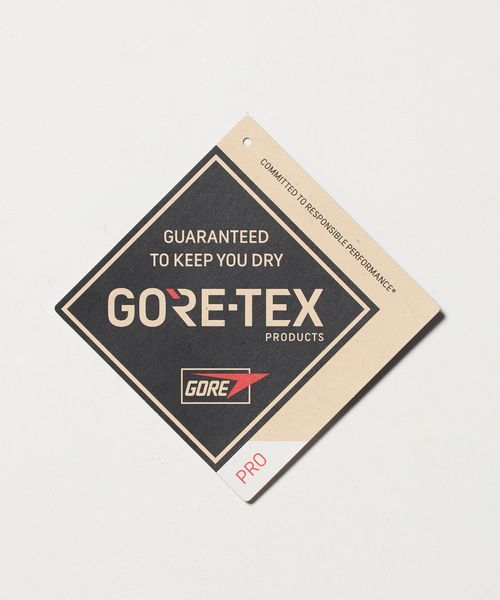 COMMITTED TO RESPONSIBLE PERFORMANCE*
GUARANTEED
TO KEEP YOU DRY
GORE-TEX
PRODUCTS
GORE
PRO